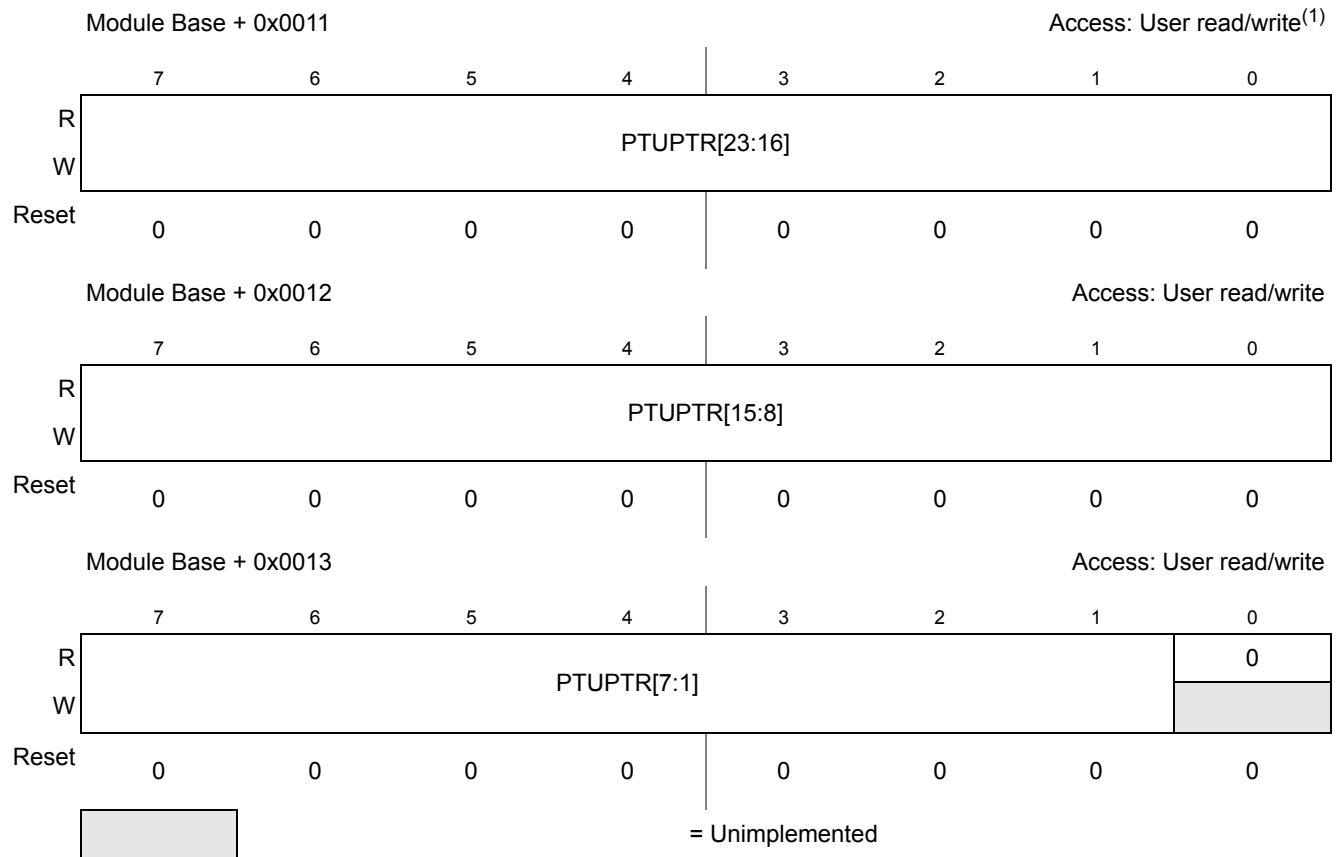 Module Base + 0x0011 Access: User read/write(1)
7 6 5 4 3 2 1 0
R
PTUPTR[23:16]
W
Reset 0 0 0 0 0 0 0 0
Module Base + 0x0012 Access: User read/write
7 6 5 4 3 2 1 0
R
PTUPTR[15:8]
W
Reset 0 0 0 0 0 0 0 0
Module Base + 0x0013 Access: User read/write
7 6 5 4 3 2 1 0
R 0
PTUPTR[7:1]
W
Reset 0 0 0 0 0 0 0 0
= Unimplemented